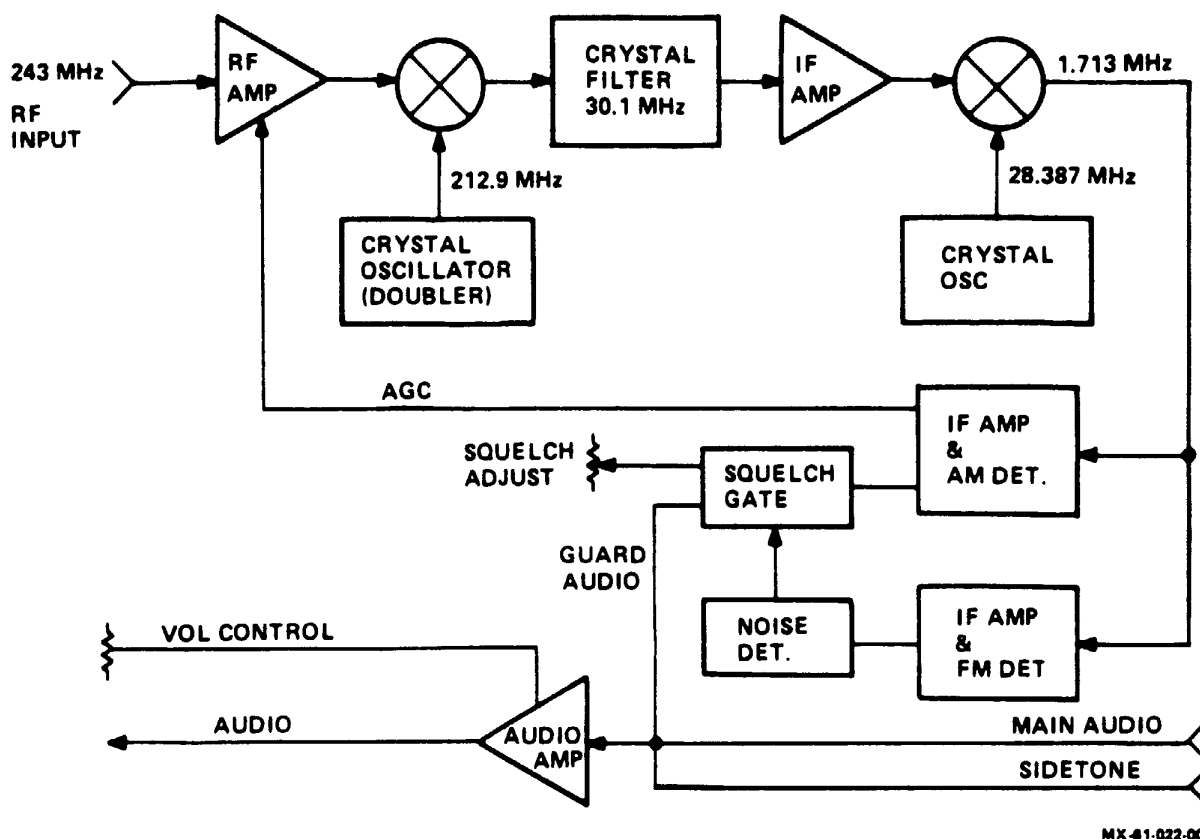 243 MHz
RF
INPUT
RF
AMP
212.9 MHz
CRYSTAL
OSCILLATOR
(DOUBLER)
CRYSTAL
FILTER
30.1 MHz
IF
AMP
1.713 MHz
28.387 MHz
CRYSTAL
OSC
AGC
IF AMP
&
AM DET.
SQUELCH
ADJUST
SQUELCH
GATE
GUARD
AUDIO
NOISE
DET.
IF AMP
&
FM DET
VOL CONTROL
AUDIO
AUDIO
AMP
MAIN AUDIO
SIDETONE